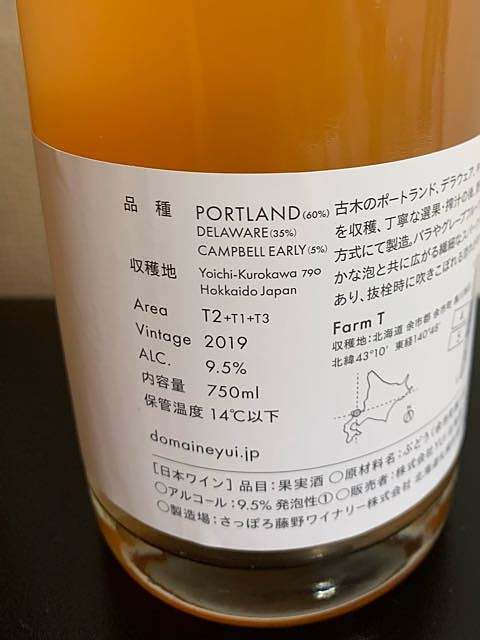 品 種 PORTLAND (60%)
DELAWARE (35%)
CAMPBELL EARLY (5%)
収穫地 Yoichi-Kurokawa 790
Hokkaido Japan
Area T2+T1+T3
Vintage 2019
ALC. 9.5%
内容量 750ml
保管温度 14℃以下
domaineyui.jp
古木のポートランド、デラウェア、
を収穫、丁寧な選果・搾汁の後、
方式にて製造。バラやグレープフルー
かな泡と共に広がる繊細な
あり、抜栓時に吹きこぼれる
Farm T
収穫地:北海道 余市郡 余市町
北緯43°10' 東経140°48'
[日本ワイン] 品目:果実酒 ○原材料名:ぶどう
○アルコール:9.5% 発泡性① ○販売者:株式会社
○製造場:さっぽろ藤野ワイナリー株式会社 北海道